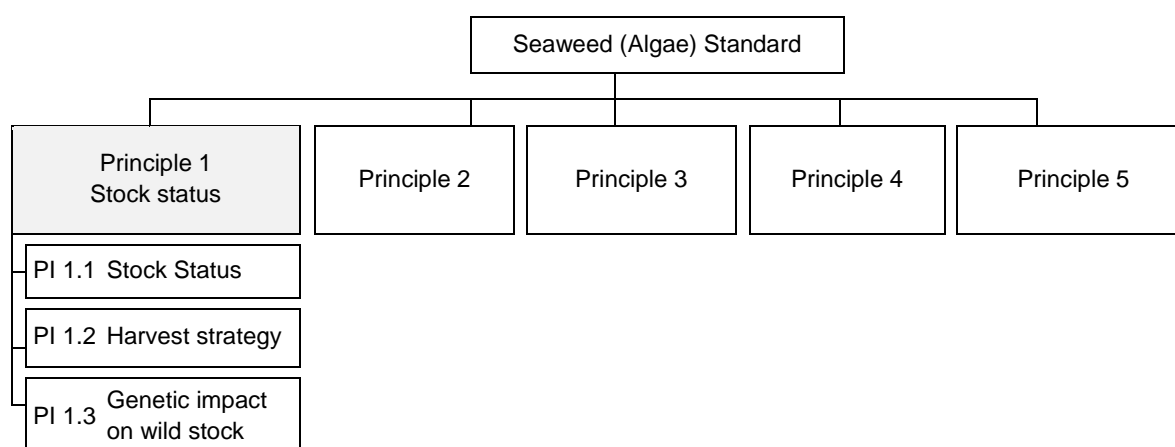 Seaweed (Algae) Standard
Principle 1
Stock status
Principle 2
Principle 3
Principle 4
Principle 5
PI 1.1 Stock Status
PI 1.2 Harvest strategy
PI 1.3 Genetic impact
on wild stock